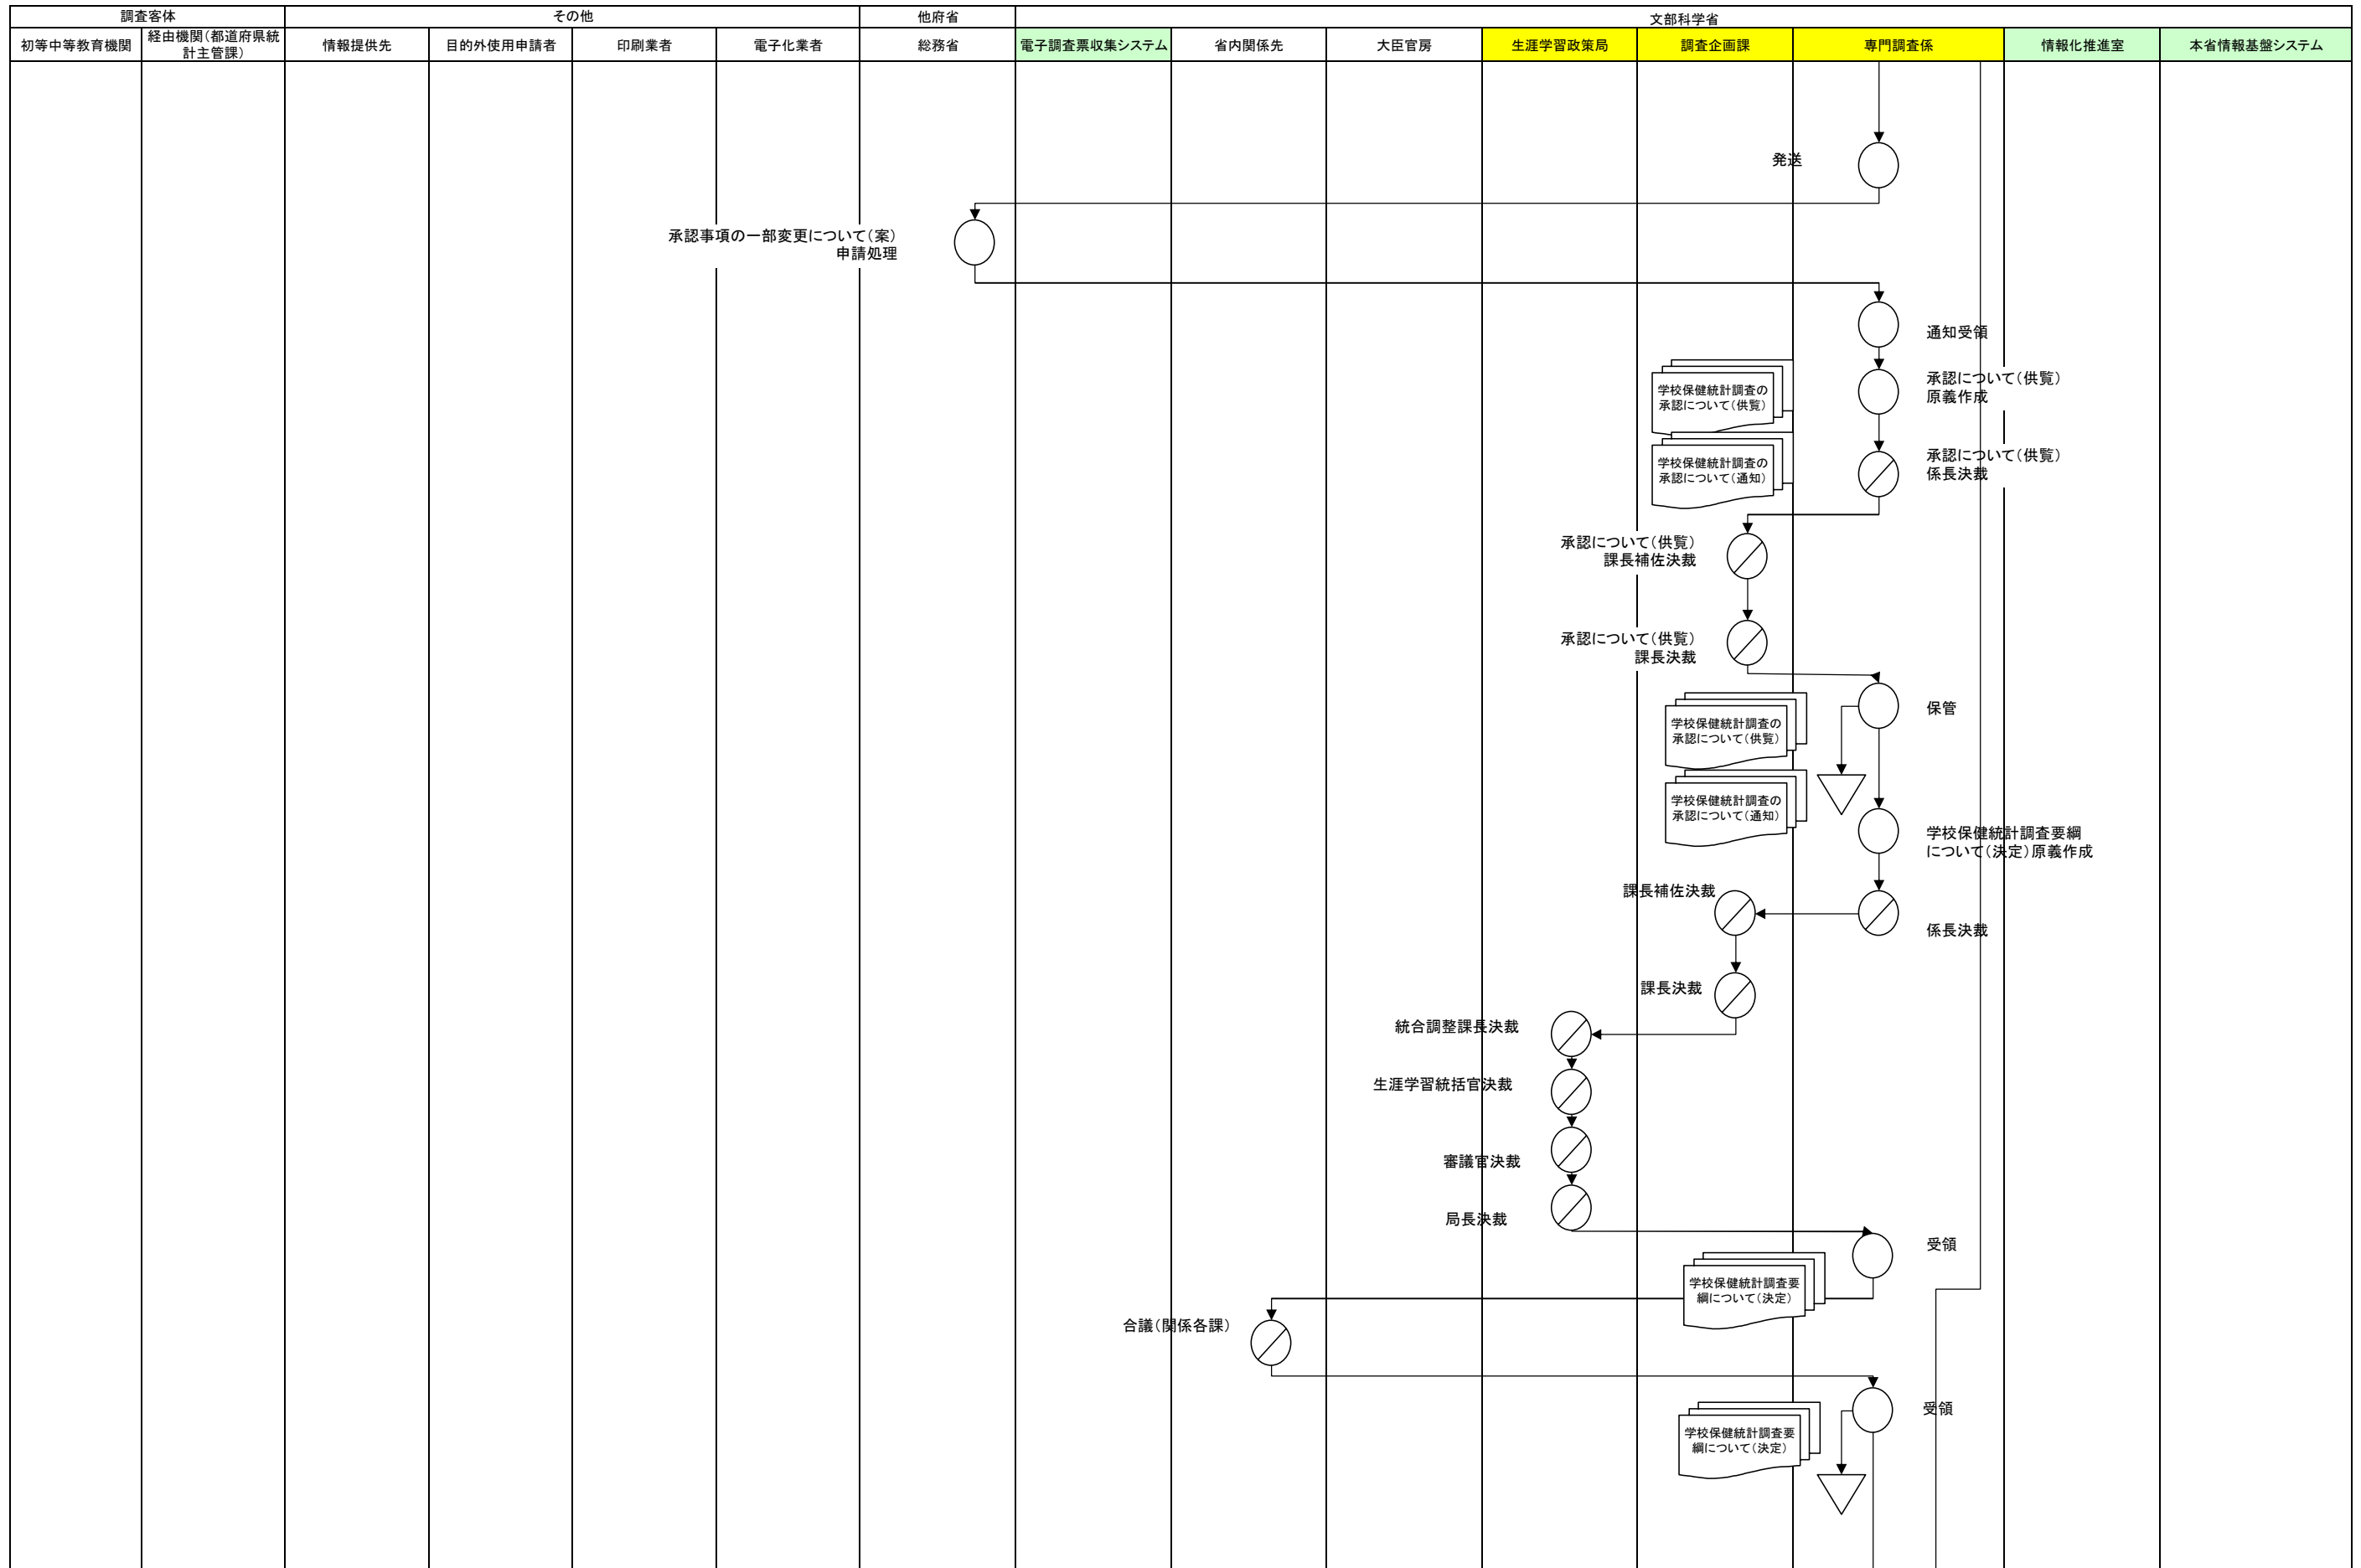 調査客体
その他
他府省
文部科学省
初等中等教育機関
経由機関(都道府県統
計主管課)
情報提供先
目的外使用申請者
印刷業者
電子化業者
総務省
電子調査票収集システム
省内関係先
大臣官房
生涯学習政策局
調査企画課
専門調査係
情報化推進室
本省情報基盤システム
発送
承認事項の一部変更について(案)
申請処理
通知受領
学校保健統計調査の
承認について(供覧)
承認について(供覧)
原義作成
学校保健統計調査の
承認について(通知)
承認について(供覧)
係長決裁
承認について(供覧)
課長補佐決裁
承認について(供覧)
課長決裁
保管
学校保健統計調査の
承認について(供覧)
学校保健統計調査の
承認について(通知)
学校保健統計調査要綱
について(決定)原義作成
課長補佐決裁
係長決裁
課長決裁
統合調整課長決裁
生涯学習統括官決裁
審議官決裁
局長決裁
受領
学校保健統計調査要
綱について(決定)
合議(関係各課)
受領
学校保健統計調査要
綱について(決定)